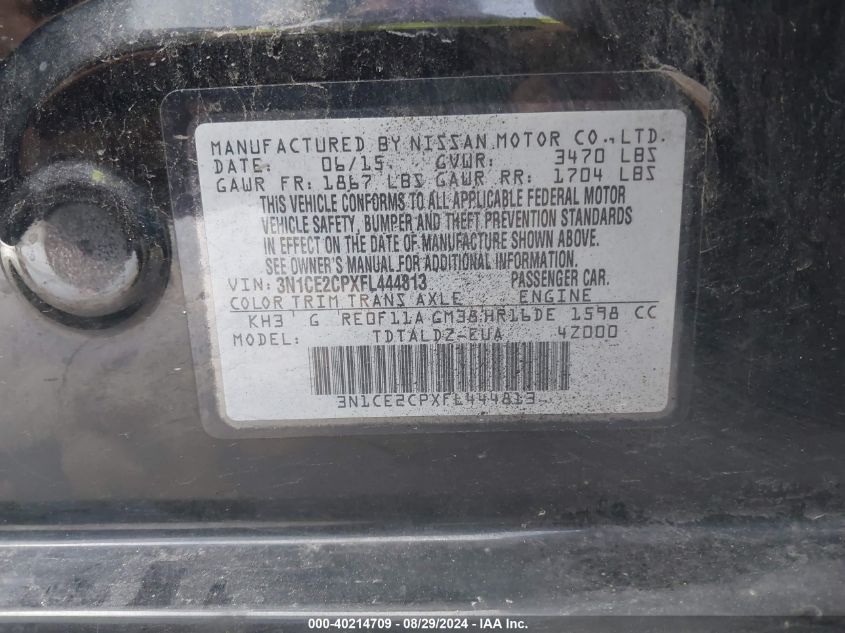 MANUFACTURED BY NISSAN MOTOR CO.,LTD.
DATE: 06/15 GVWR: 3470 LBS
GAWR FR: 1867 LBS GAWR RR: 1704 LBS
THIS VEHICLE CONFORMS TO ALL APPLICABLE FEDERAL MOTOR
VEHICLE SAFETY, BUMPER AND THEFT PREVENTION STANDARDS
IN EFFECT ON THE DATE OF MANUFACTURE SHOWN ABOVE.
SEE OWNER'S MANUAL FOR ADDITIONAL INFORMATION.
VIN: 3N1CE2CPXFL444813 PASSENGER CAR.
COLOR TRIM TRANS AXLE ENGINE
KH3 G RE0F11A GM38 HR16DE 1598 CC
MODEL: TDTALDZ-EUA 4Z000
3N1CE2CPXFL444813
000-40214709 - 08/29/2024 - IAA Inc.